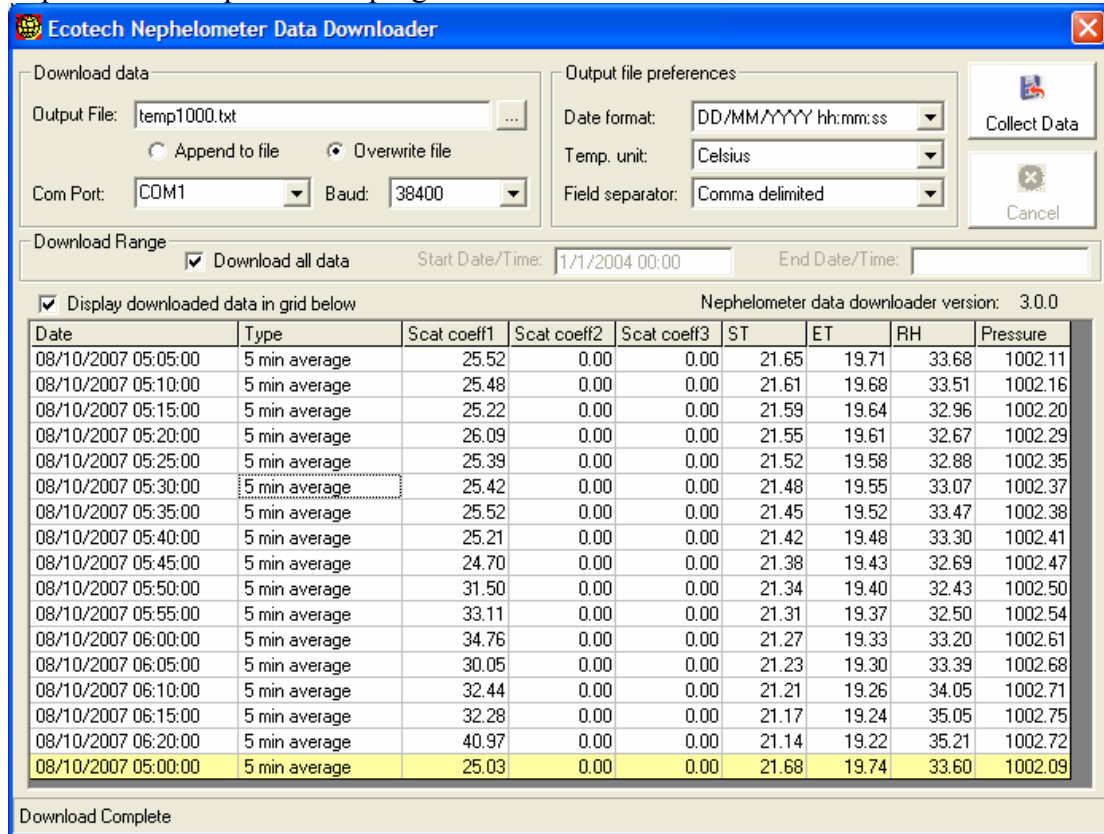 Ecotech Nephelometer Data Downloader
Download data
Output File: temp1000.txt ...
Append to file Overwrite file
Com Port: COM1 Baud: 38400
Output file preferences
Date format: DD/MM/YYYY hh:mm:ss
Temp. unit: Celsius
Field separator: Comma delimited
Collect Data
Cancel
Download Range
Download all data Start Date/Time: 1/1/2004 00:00 End Date/Time:
Display downloaded data in grid below Nephelometer data downloader version: 3.0.0
Date Type Scat coeff1 Scat coeff2 Scat coeff3 ST ET RH Pressure
08/10/2007 05:05:00 5 min average 25.52 0.00 0.00 21.65 19.71 33.68 1002.11
08/10/2007 05:10:00 5 min average 25.48 0.00 0.00 21.61 19.68 33.51 1002.16
08/10/2007 05:15:00 5 min average 25.22 0.00 0.00 21.59 19.64 32.96 1002.20
08/10/2007 05:20:00 5 min average 26.09 0.00 0.00 21.55 19.61 32.67 1002.29
08/10/2007 05:25:00 5 min average 25.39 0.00 0.00 21.52 19.58 32.88 1002.35
08/10/2007 05:30:00 5 min average 25.42 0.00 0.00 21.48 19.55 33.07 1002.37
08/10/2007 05:35:00 5 min average 25.52 0.00 0.00 21.45 19.52 33.47 1002.38
08/10/2007 05:40:00 5 min average 25.21 0.00 0.00 21.42 19.48 33.30 1002.41
08/10/2007 05:45:00 5 min average 24.70 0.00 0.00 21.38 19.43 32.69 1002.47
08/10/2007 05:50:00 5 min average 31.50 0.00 0.00 21.34 19.40 32.43 1002.50
08/10/2007 05:55:00 5 min average 33.11 0.00 0.00 21.31 19.37 32.50 1002.54
08/10/2007 06:00:00 5 min average 34.76 0.00 0.00 21.27 19.33 33.20 1002.61
08/10/2007 06:05:00 5 min average 30.05 0.00 0.00 21.23 19.30 33.39 1002.68
08/10/2007 06:10:00 5 min average 32.44 0.00 0.00 21.21 19.26 34.05 1002.71
08/10/2007 06:15:00 5 min average 32.28 0.00 0.00 21.17 19.24 35.05 1002.75
08/10/2007 06:20:00 5 min average 40.97 0.00 0.00 21.14 19.22 35.21 1002.72
08/10/2007 05:00:00 5 min average 25.03 0.00 0.00 21.68 19.74 33.60 1002.09
Download Complete